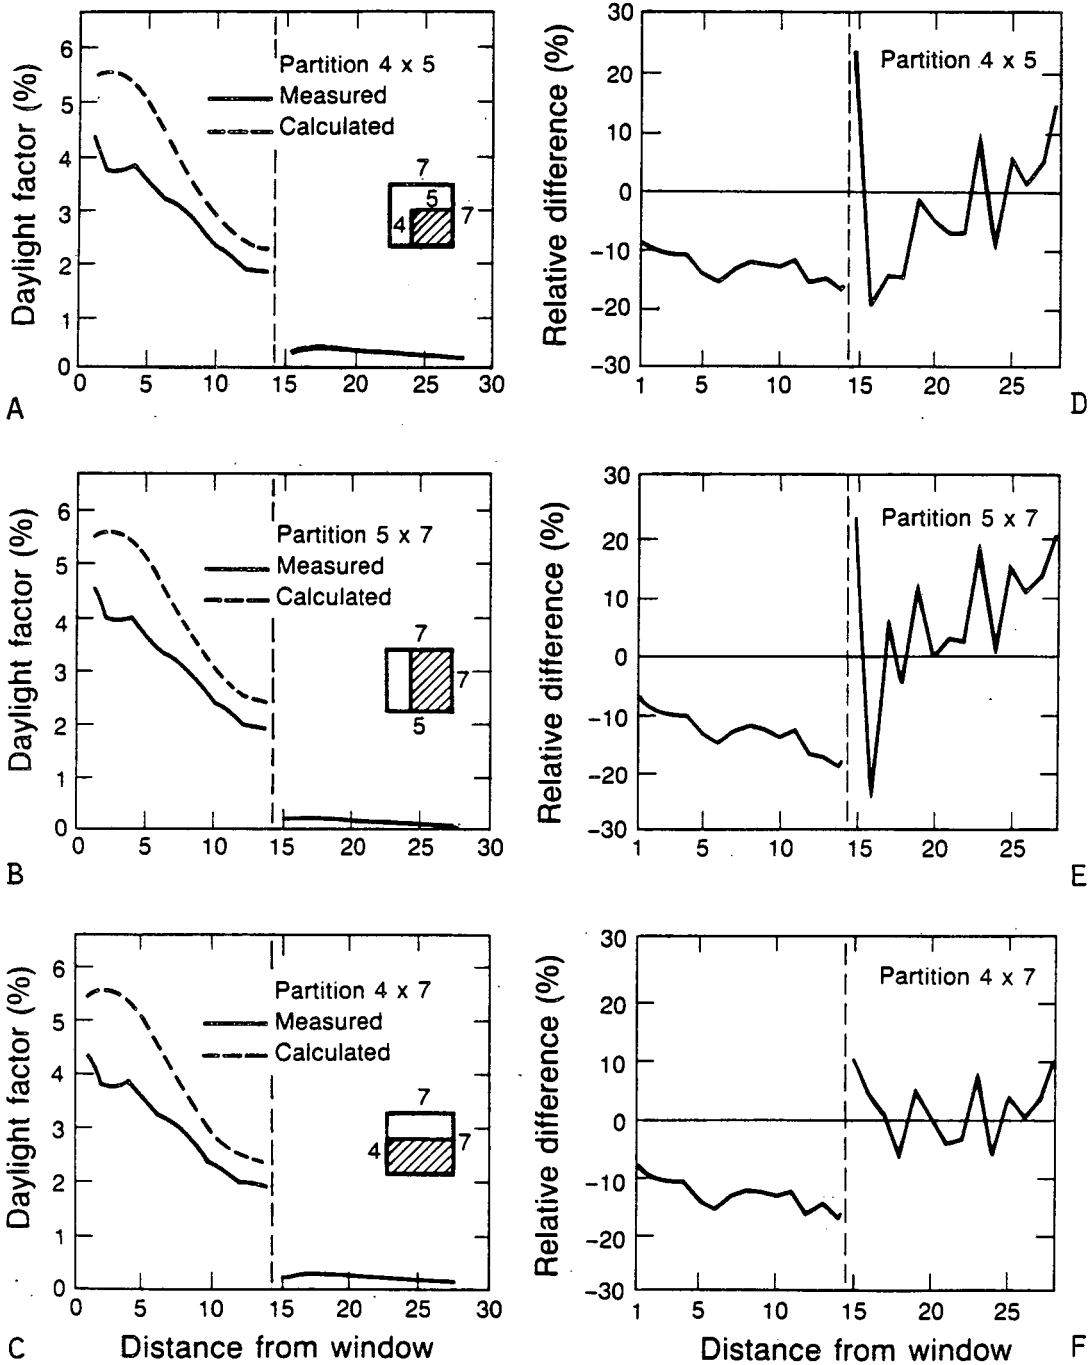 Daylight factor (%)
6
5
4
3
2
1
0
Partition 4 x 5
Measured
Calculated
7
5
4
7
0 5 10 15 20 25 30
A
Relative difference (%)
30
20
10
0
−10
−20
−30
Partition 4 x 5
1 5 10 15 20 25
D
Daylight factor (%)
6
5
4
3
2
1
0
Partition 5 x 7
Measured
Calculated
7
7
5
0 5 10 15 20 25 30
B
Relative difference (%)
30
20
10
0
−10
−20
−30
Partition 5 x 7
1 5 10 15 20 25
E
Daylight factor (%)
6
5
4
3
2
1
0
Partition 4 x 7
Measured
Calculated
7
4
7
0 5 10 15 20 25 30
Distance from window
C
Relative difference (%)
30
20
10
0
−10
−20
−30
Partition 4 x 7
1 5 10 15 20 25
Distance from window
F